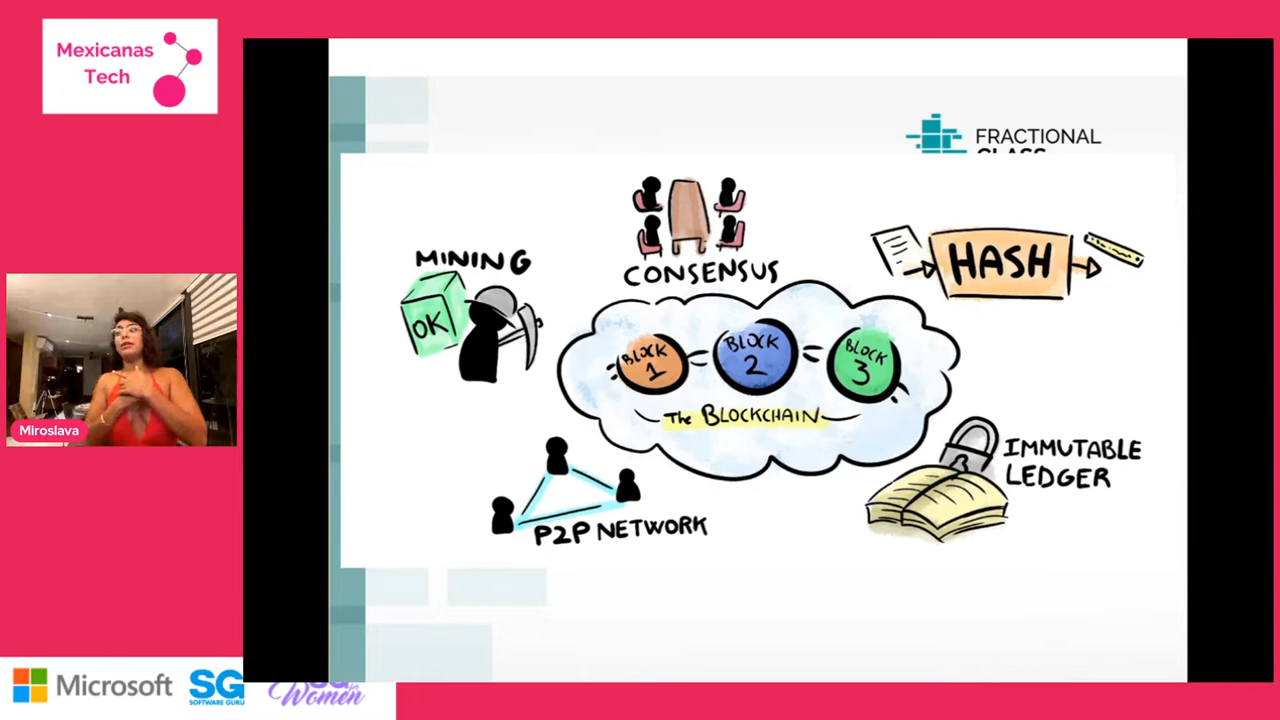 Mexicanas
Tech
FRACTIONAL
GLASS
MINING
OK
CONSENSUS
HASH
BLOCK
1
BLOCK
2
BLOCK
3
The BLOCKCHAIN
IMMUTABLE
LEDGER
P2P NETWORK
Miroslava
Microsoft
SG
SOFTWARE GURU
Women